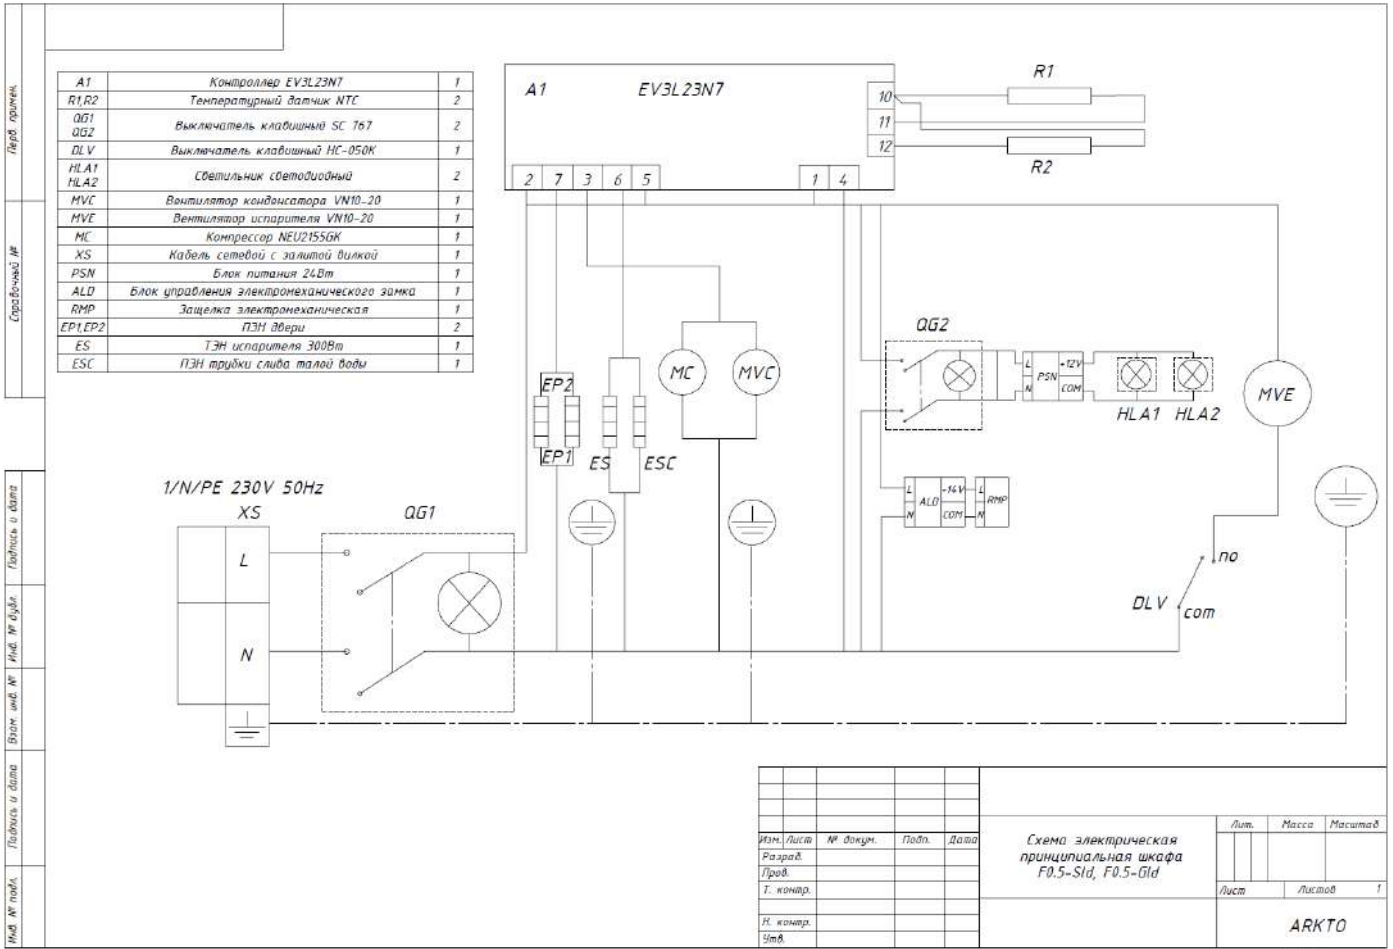 Перв. примен.
Справочный №
Подпись и дата
Инв. № дубл.
Взам. инв. №
Подпись и дата
Инв. № подл.
A1 Контроллер EV3L23N7 1
R1,R2 Температурный датчик NTC 2
QG1
QG2 Выключатель клавишный SC 767 2
DLV Выключатель клавишный HC-050K 1
HLA1
HLA2 Светильник светодиодный 2
MVC Вентилятор конденсатора VN10-20 1
MVE Вентилятор испарителя VN10-20 1
MC Компрессор NEU2155GK 1
XS Кабель сетевой с залитой вилкой 1
PSN Блок питания 24Вт 1
ALD Блок управления электромеханического замка 1
RMP Защелка электромеханическая 1
EP1,EP2 ПЭН двери 2
ES ТЭН испарителя 300Вт 1
ESC ПЭН трубки слива талой воды 1
A1 EV3L23N7
10
11
12
R1
R2
2 7 3 6 5 1 4
QG2
MC MVC
EP2
EP1
ES ESC
L N PSN +12V COM
HLA1 HLA2
MVE
L N ALD -14V COM L N RMP
1/N/PE 230V 50Hz
XS QG1
L
N
no
DLV com
Изм. Лист № докум. Подп. Дата
Разраб.
Пров.
Т. контр.
Н. контр.
Утв.
Схема электрическая
принципиальная шкафа
F0.5-Sld, F0.5-Gld
Лит. Масса Масштаб
Лист Листов 1
ARKTO